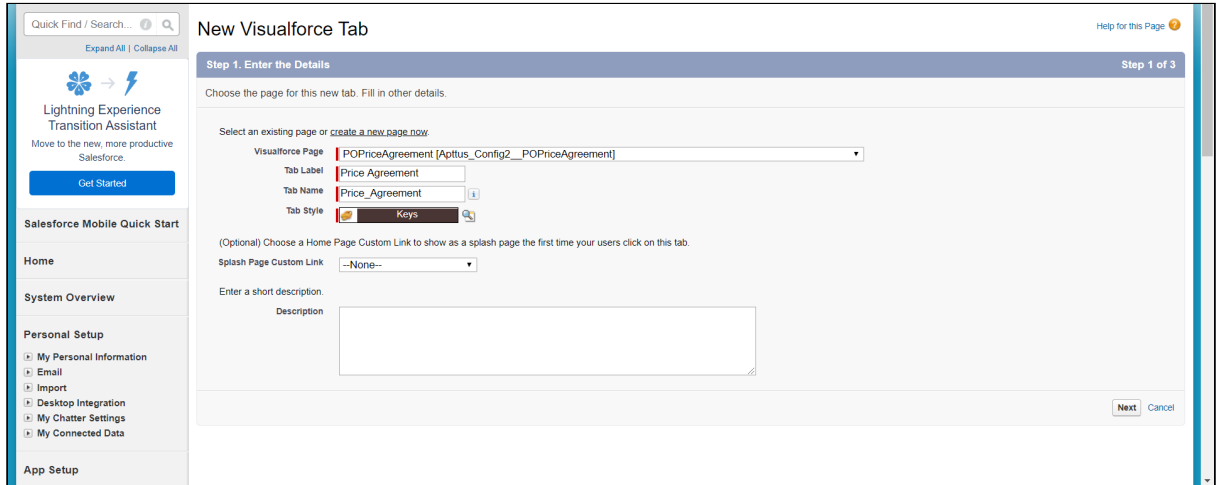 Quick Find / Search...
Expand All | Collapse All
Lightning Experience
Transition Assistant
Move to the new, more productive
Salesforce.
Get Started
Salesforce Mobile Quick Start
Home
System Overview
Personal Setup
My Personal Information
Email
Import
Desktop Integration
My Chatter Settings
My Connected Data
App Setup
New Visualforce Tab
Help for this Page
Step 1. Enter the Details
Step 1 of 3
Choose the page for this new tab. Fill in other details.
Select an existing page or create a new page now.
Visualforce Page POPriceAgreement [Apttus_Config2__POPriceAgreement]
Tab Label Price Agreement
Tab Name Price_Agreement
Tab Style Keys
(Optional) Choose a Home Page Custom Link to show as a splash page the first time your users click on this tab.
Splash Page Custom Link --None--
Enter a short description.
Description
Next Cancel